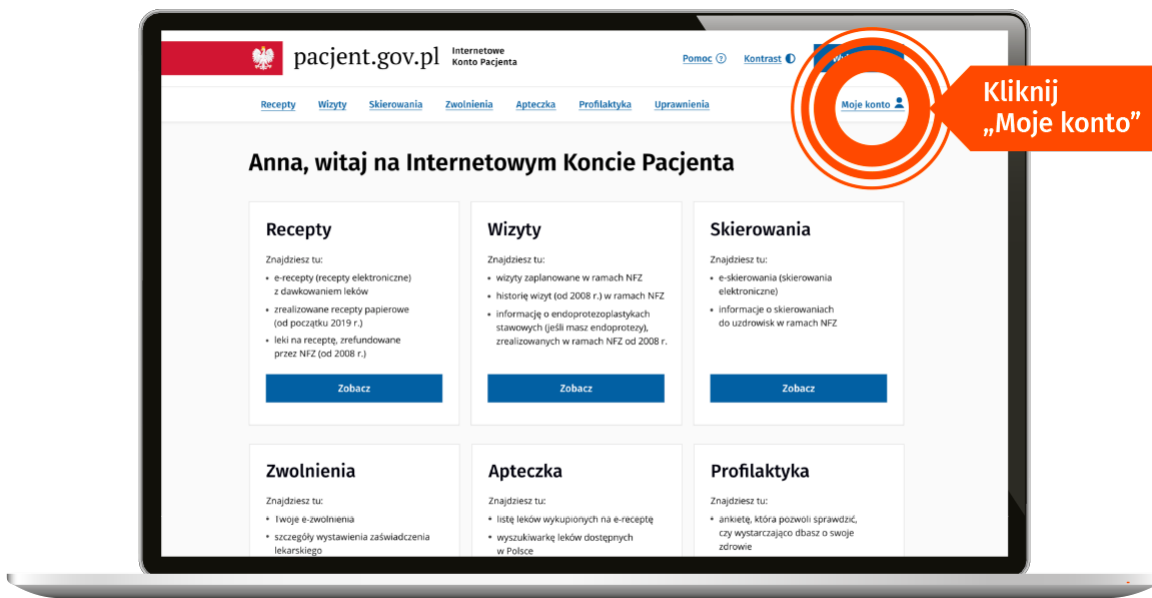 pacjent.gov.pl
Internetowe
Konto Pacjenta
Pomoc
Kontrast
Recepty Wizyty Skierowania Zwolnienia Apteczka Profilaktyka Uprawnienia Moje konto
Kliknij
„Moje konto”
Anna, witaj na Internetowym Koncie Pacjenta
Recepty
Znajdziesz tu:
• e-recepty (recepty elektroniczne)
z dawkowaniem leków
• zrealizowane recepty papierowe
(od początku 2019 r.)
• leki na receptę, zrefundowane
przez NFZ (od 2008 r.)
Zobacz
Wizyty
Znajdziesz tu:
• wizyty zaplanowane w ramach NFZ
• historię wizyt (od 2008 r.) w ramach NFZ
• informację o endoprotezoplastykach
stawowych (jeśli masz endoprotezy),
zrealizowanych w ramach NFZ od 2008 r.
Zobacz
Skierowania
Znajdziesz tu:
• e-skierowania (skierowania
elektroniczne)
• informacje o skierowaniach
do uzdrowisk w ramach NFZ
Zobacz
Zwolnienia
Znajdziesz tu:
• Twoje e-zwolnienia
• szczegóły wystawienia zaświadczenia
lekarskiego
Apteczka
Znajdziesz tu:
• listę leków wykupionych na e-receptę
• wyszukiwarkę leków dostępnych
w Polsce
Profilaktyka
Znajdziesz tu:
• ankietę, która pozwoli sprawdzić,
czy wystarczająco dbasz o swoje
zdrowie